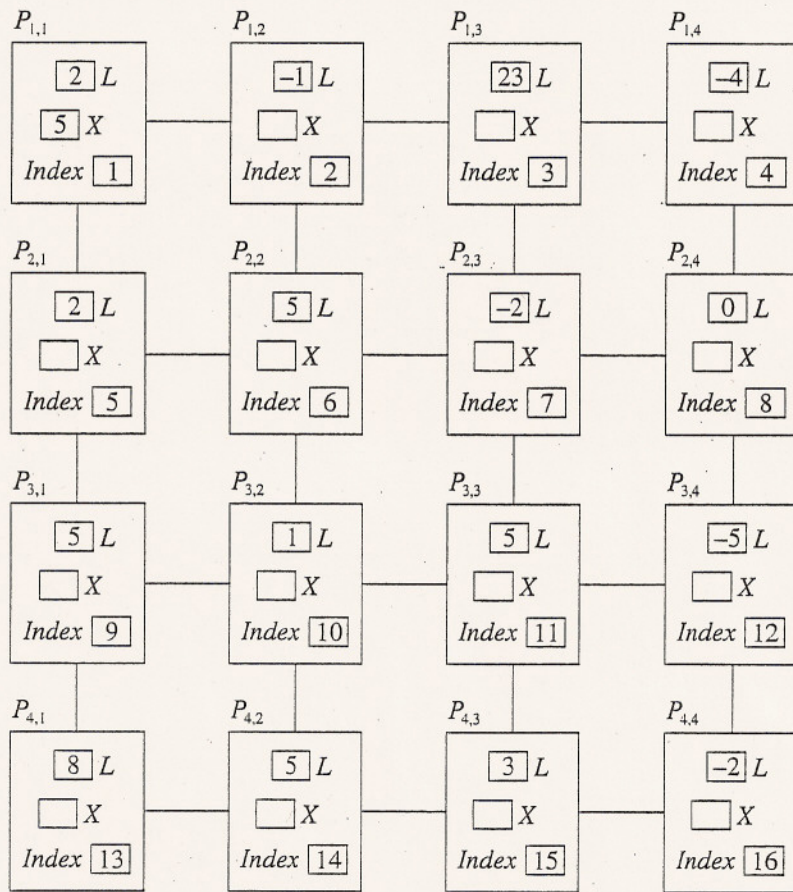 P1,1 P1,2 P1,3 P1,4
2 L -1 L 23 L -4 L
5 X X X X
Index 1 Index 2 Index 3 Index 4
P2,1 P2,2 P2,3 P2,4
2 L 5 L -2 L 0 L
X X X X
Index 5 Index 6 Index 7 Index 8
P3,1 P3,2 P3,3 P3,4
5 L 1 L 5 L -5 L
X X X X
Index 9 Index 10 Index 11 Index 12
P4,1 P4,2 P4,3 P4,4
8 L 5 L 3 L -2 L
X X X X
Index 13 Index 14 Index 15 Index 16